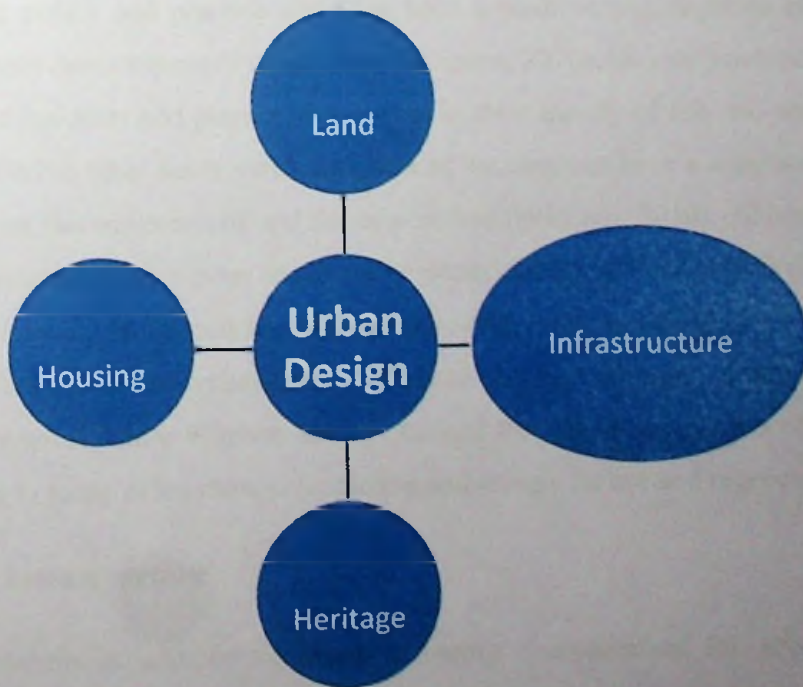 Land
Housing
Urban
Design
Infrastructure
Heritage